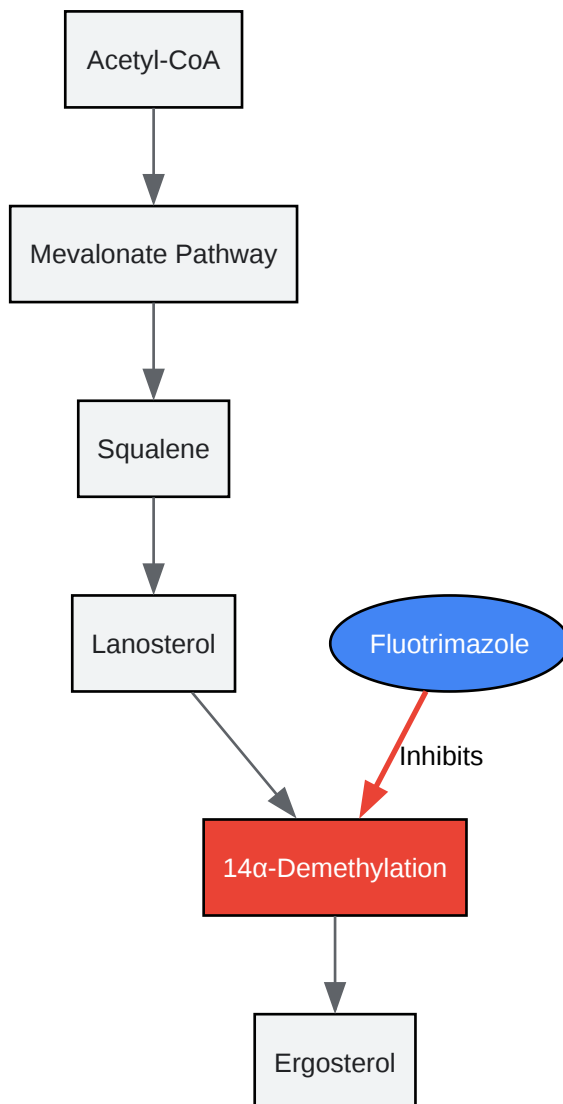 Acetyl-CoA
Mevalonate Pathway
Squalene
Lanosterol
Fluotrimazole
Inhibits
14α-Demethylation
Ergosterol